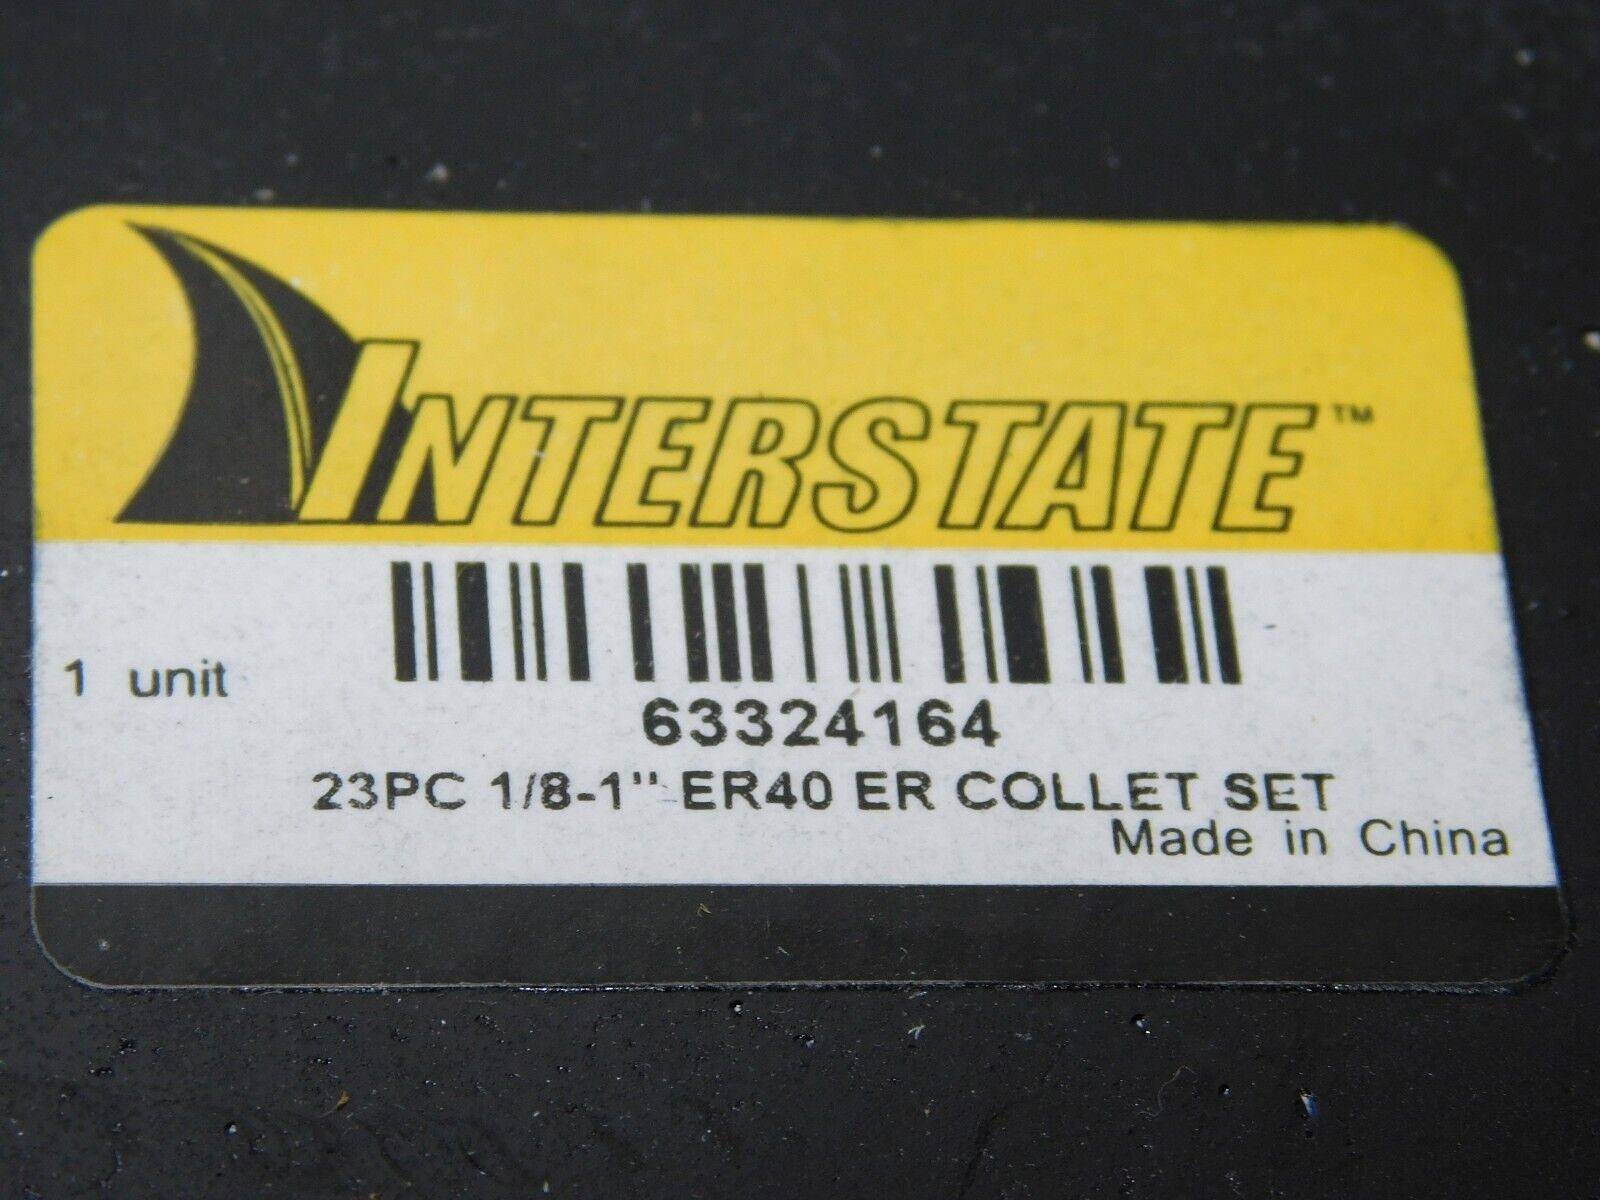 INTERSTATE™
1 unit
63324164
23PC 1/8-1" ER40 ER COLLET SET
Made in China